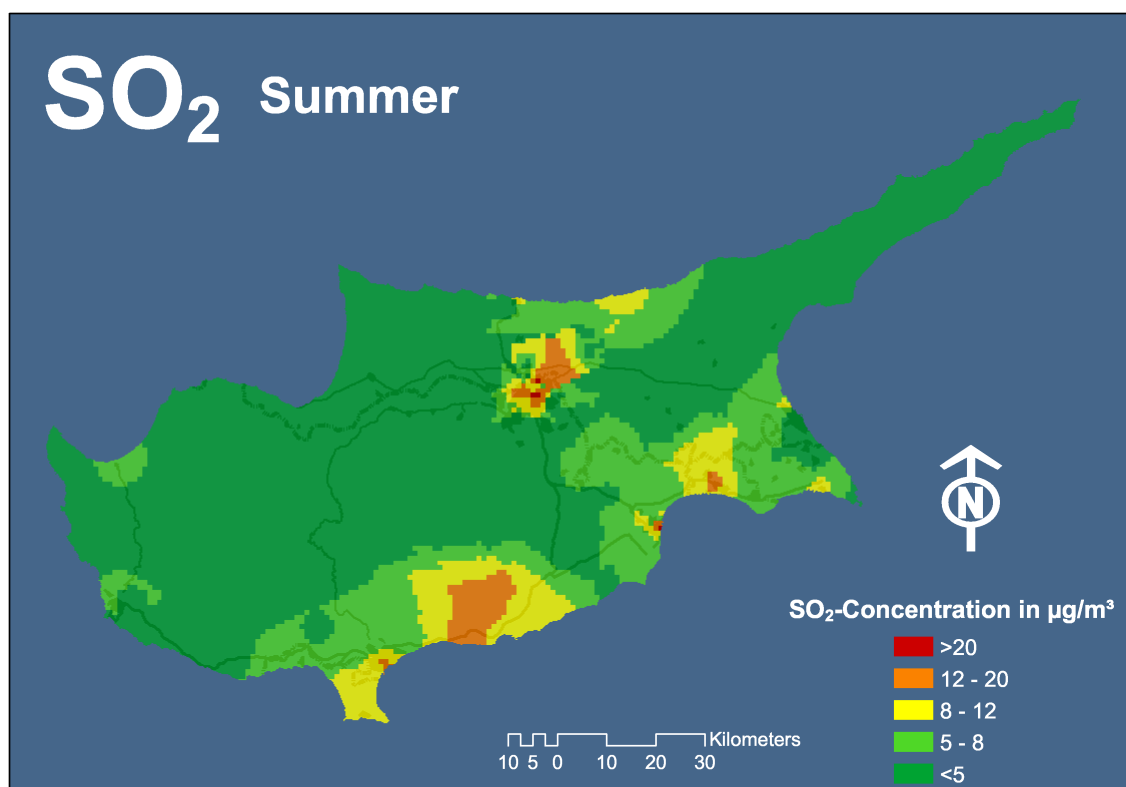 SO₂ Summer
N
SO₂-Concentration in µg/m³
>20
12 - 20
8 - 12
5 - 8
<5
Kilometers
10 5 0 10 20 30